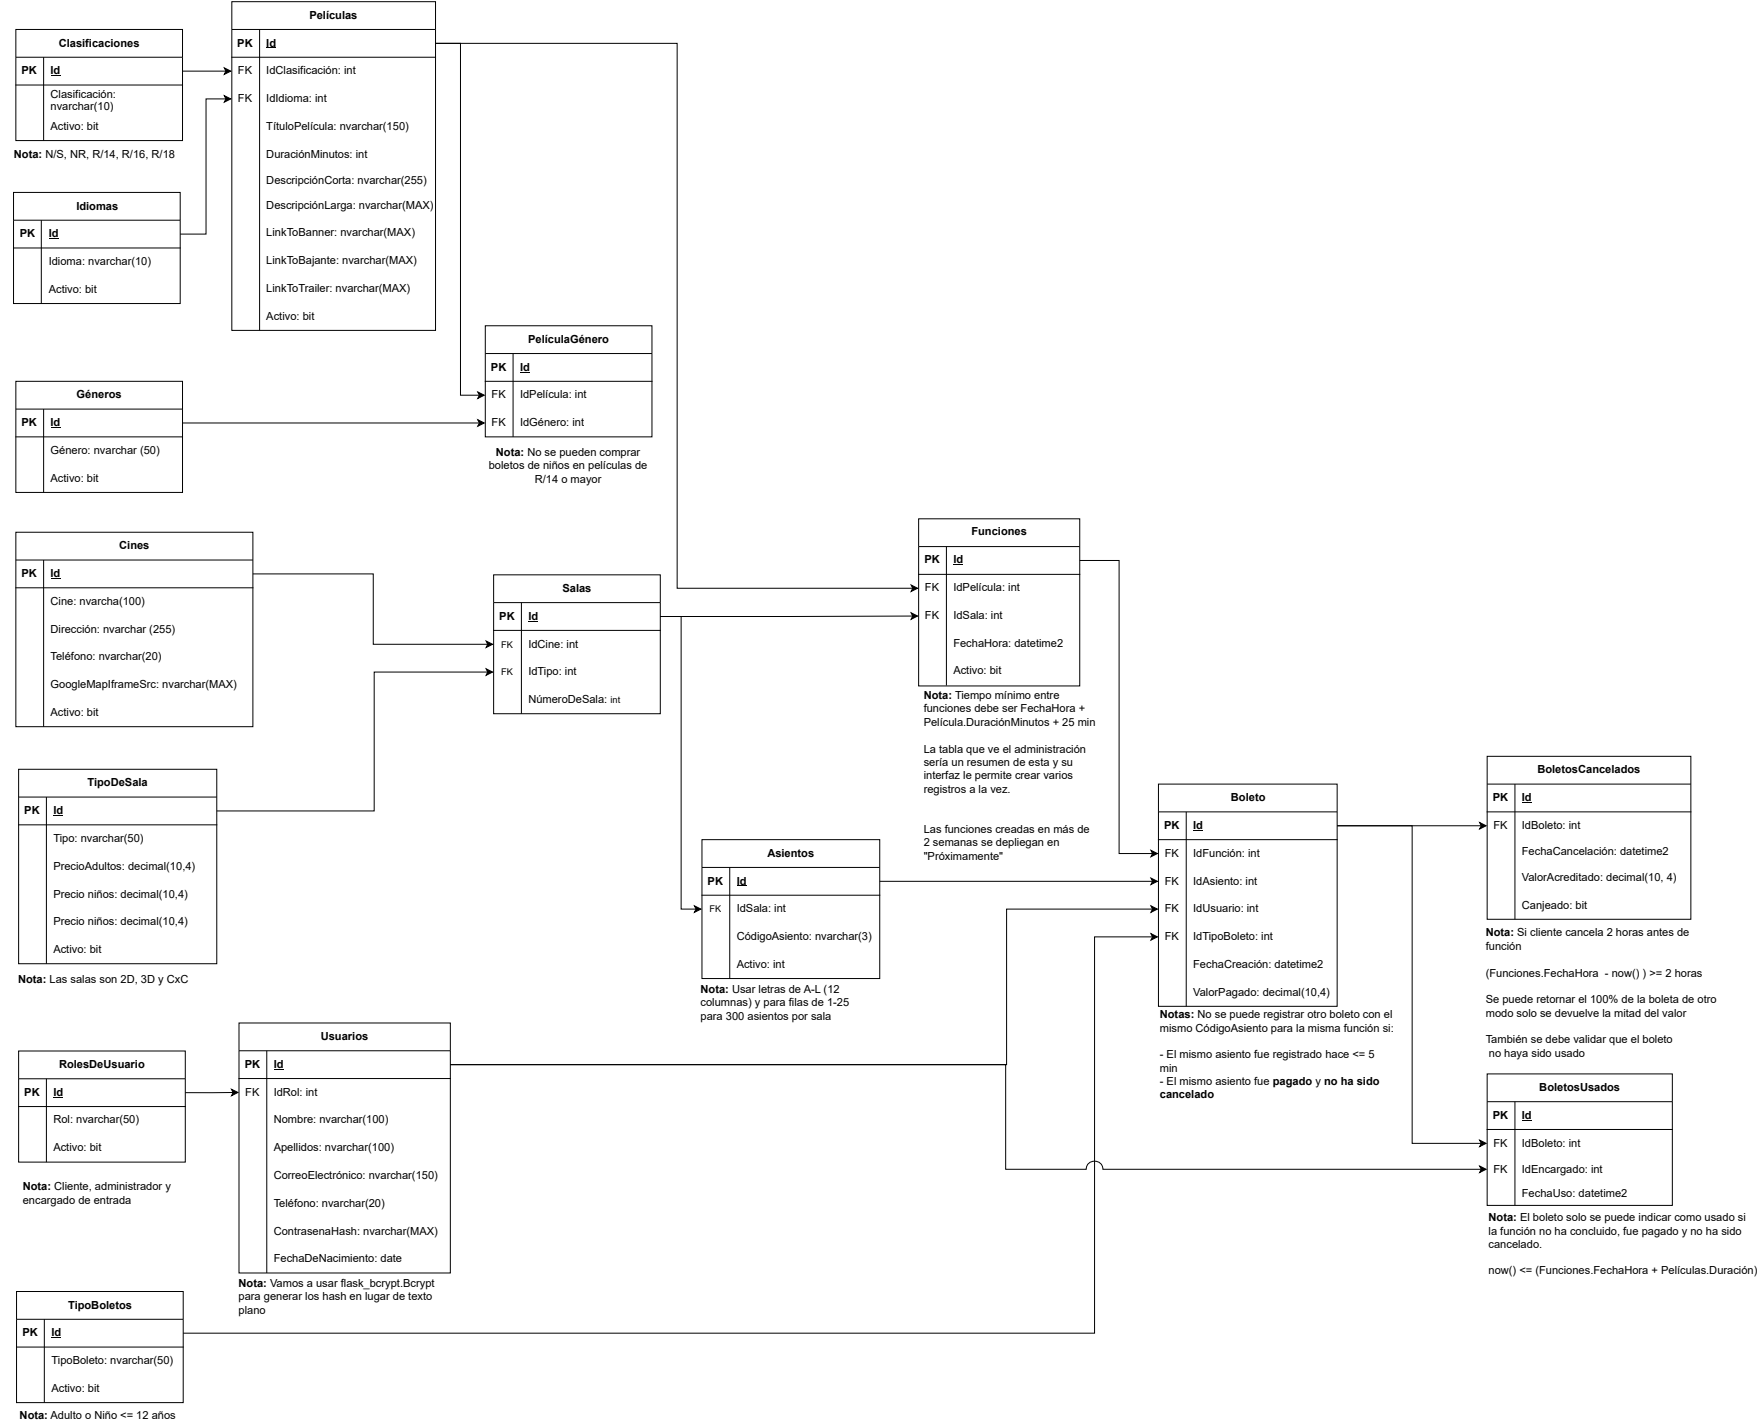 Películas
PK Id
FK IdClasificación: int
FK IdIdioma: int
TítuloPelícula: nvarchar(150)
DuraciónMinutos: int
DescripciónCorta: nvarchar(255)
DescripciónLarga: nvarchar(MAX)
LinkToBanner: nvarchar(MAX)
LinkToBajante: nvarchar(MAX)
LinkToTrailer: nvarchar(MAX)
Activo: bit
Clasificaciones
PK Id
Clasificación:
nvarchar(10)
Activo: bit
Nota: N/S, NR, R/14, R/16, R/18
Idiomas
PK Id
Idioma: nvarchar(10)
Activo: bit
PelículaGénero
PK Id
FK IdPelícula: int
FK IdGénero: int
Nota: No se pueden comprar
boletos de niños en películas de
R/14 o mayor
Géneros
PK Id
Género: nvarchar (50)
Activo: bit
Cines
PK Id
Cine: nvarcha(100)
Dirección: nvarchar (255)
Teléfono: nvarchar(20)
GoogleMapIframeSrc: nvarchar(MAX)
Activo: bit
Salas
PK Id
FK IdCine: int
FK IdTipo: int
NúmeroDeSala: int
Funciones
PK Id
FK IdPelícula: int
FK IdSala: int
FechaHora: datetime2
Activo: bit
Nota: Tiempo mínimo entre
funciones debe ser FechaHora +
Película.DuraciónMinutos + 25 min
La tabla que ve el administración
sería un resumen de esta y su
interfaz le permite crear varios
registros a la vez.
Las funciones creadas en más de
2 semanas se depliegan en
"Próximamente"
TipoDeSala
PK Id
Tipo: nvarchar(50)
PrecioAdultos: decimal(10,4)
Precio niños: decimal(10,4)
Precio niños: decimal(10,4)
Activo: bit
Nota: Las salas son 2D, 3D y CxC
Asientos
PK Id
FK IdSala: int
CódigoAsiento: nvarchar(3)
Activo: int
Nota: Usar letras de A-L (12
columnas) y para filas de 1-25
para 300 asientos por sala
Boleto
PK Id
FK IdFunción: int
FK IdAsiento: int
FK IdUsuario: int
FK IdTipoBoleto: int
FechaCreación: datetime2
ValorPagado: decimal(10,4)
Notas: No se puede registrar otro boleto con el
mismo CódigoAsiento para la misma función si:
- El mismo asiento fue registrado hace <= 5
min
- El mismo asiento fue pagado y no ha sido
cancelado
BoletosCancelados
PK Id
FK IdBoleto: int
FechaCancelación: datetime2
ValorAcreditado: decimal(10, 4)
Canjeado: bit
Nota: Si cliente cancela 2 horas antes de
función
(Funciones.FechaHora - now() ) >= 2 horas
Se puede retornar el 100% de la boleta de otro
modo solo se devuelve la mitad del valor
También se debe validar que el boleto
no haya sido usado
BoletosUsados
PK Id
FK IdBoleto: int
FK IdEncargado: int
FechaUso: datetime2
Nota: El boleto solo se puede indicar como usado si
la función no ha concluido, fue pagado y no ha sido
cancelado.
now() <= (Funciones.FechaHora + Películas.Duración)
RolesDeUsuario
PK Id
Rol: nvarchar(50)
Activo: bit
Nota: Cliente, administrador y
encargado de entrada
Usuarios
PK Id
FK IdRol: int
Nombre: nvarchar(100)
Apellidos: nvarchar(100)
CorreoElectrónico: nvarchar(150)
Teléfono: nvarchar(20)
ContrasenaHash: nvarchar(MAX)
FechaDeNacimiento: date
Nota: Vamos a usar flask_bcrypt.Bcrypt
para generar los hash en lugar de texto
plano
TipoBoletos
PK Id
TipoBoleto: nvarchar(50)
Activo: bit
Nota: Adulto o Niño <= 12 años